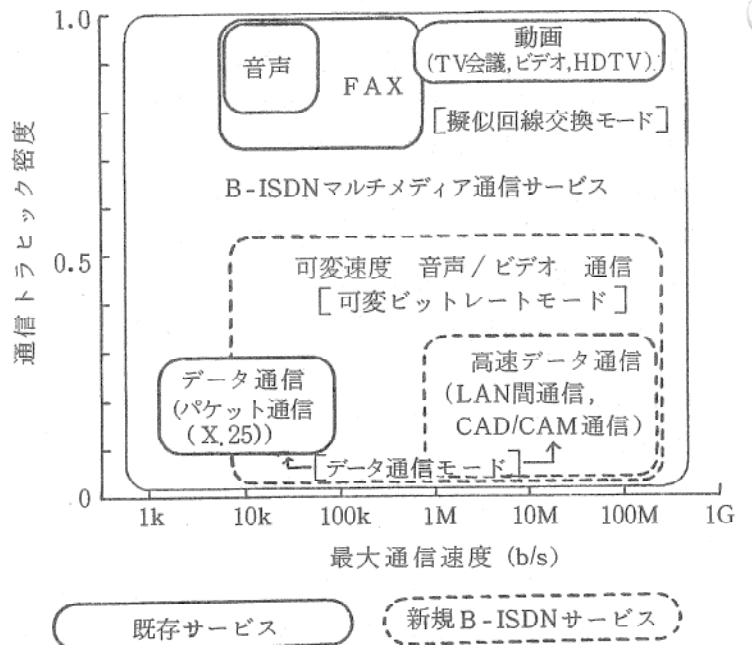 1.0
動画
(TV会議,ビデオ,HDTV)
音声
FAX
[擬似回線交換モード]
B-ISDNマルチメディア通信サービス
0.5
可変速度 音声/ビデオ 通信
[可変ビットレートモード]
高速データ通信
(LAN間通信,
CAD/CAM通信)
データ通信
(パケット通信
(X.25))
[データ通信モード]
0
1k 10k 100k 1M 10M 100M 1G
最大通信速度 (b/s)
通信トラヒック密度
既存サービス
新規B-ISDNサービス